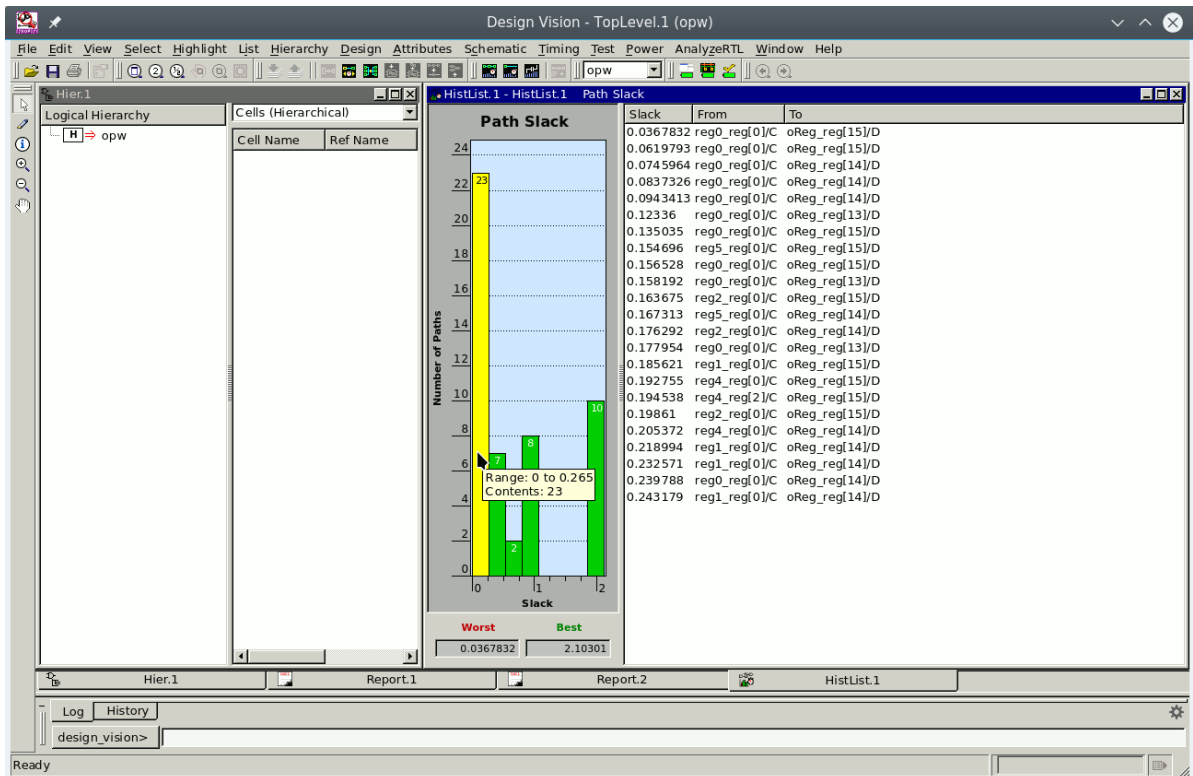 Design Vision - TopLevel.1 (opw)
File Edit View Select Highlight List Hierarchy Design Attributes Schematic Timing Test Power AnalyzeRTL Window Help
opw
Hier.1
Logical Hierarchy
H opw
Cells (Hierarchical)
Cell Name Ref Name
HistList.1 - HistList.1 Path Slack
Path Slack
24
22
20
18
16
14
12
10
8
6
4
2
0
Number of Paths
23
7
2
8
10
Range: 0 to 0.265
Contents: 23
0 1 2
Slack
Worst Best
0.0367832 2.10301
Slack From To
0.0367832 reg0_reg[0]/C oReg_reg[15]/D
0.0619793 reg0_reg[0]/C oReg_reg[15]/D
0.0745964 reg0_reg[0]/C oReg_reg[14]/D
0.0837326 reg0_reg[0]/C oReg_reg[14]/D
0.0943413 reg0_reg[0]/C oReg_reg[14]/D
0.12336 reg0_reg[0]/C oReg_reg[13]/D
0.135035 reg0_reg[0]/C oReg_reg[15]/D
0.154696 reg5_reg[0]/C oReg_reg[15]/D
0.156528 reg0_reg[0]/C oReg_reg[15]/D
0.158192 reg0_reg[0]/C oReg_reg[13]/D
0.163675 reg2_reg[0]/C oReg_reg[15]/D
0.167313 reg5_reg[0]/C oReg_reg[14]/D
0.176292 reg2_reg[0]/C oReg_reg[14]/D
0.177954 reg0_reg[0]/C oReg_reg[13]/D
0.185621 reg1_reg[0]/C oReg_reg[15]/D
0.192755 reg4_reg[0]/C oReg_reg[15]/D
0.194538 reg4_reg[2]/C oReg_reg[15]/D
0.19861 reg2_reg[0]/C oReg_reg[15]/D
0.205372 reg4_reg[0]/C oReg_reg[14]/D
0.218994 reg1_reg[0]/C oReg_reg[14]/D
0.232571 reg1_reg[0]/C oReg_reg[14]/D
0.239788 reg0_reg[0]/C oReg_reg[14]/D
0.243179 reg1_reg[0]/C oReg_reg[14]/D
Hier.1 Report.1 Report.2 HistList.1
Log History
design_vision>
Ready